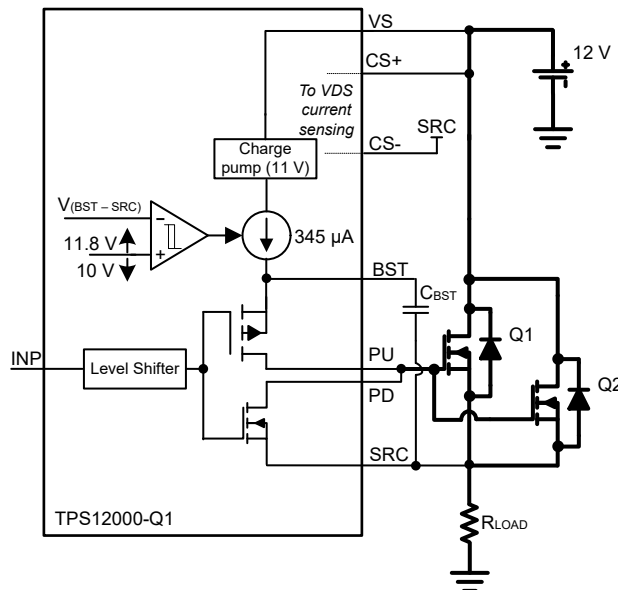 VS
CS+
12 V
To VDS
current
sensing
SRC
CS-
Charge
pump (11 V)
V(BST – SRC)
11.8 V
10 V
345 µA
BST
CBST
Q1
INP
Level Shifter
PU
Q2
PD
SRC
RLOAD
TPS12000-Q1